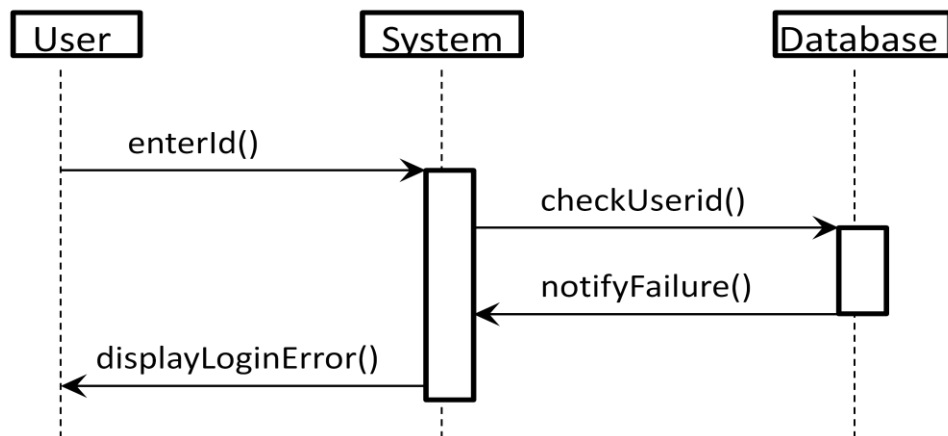 User
System
Database
enterId()
checkUserid()
notifyFailure()
displayLoginError()